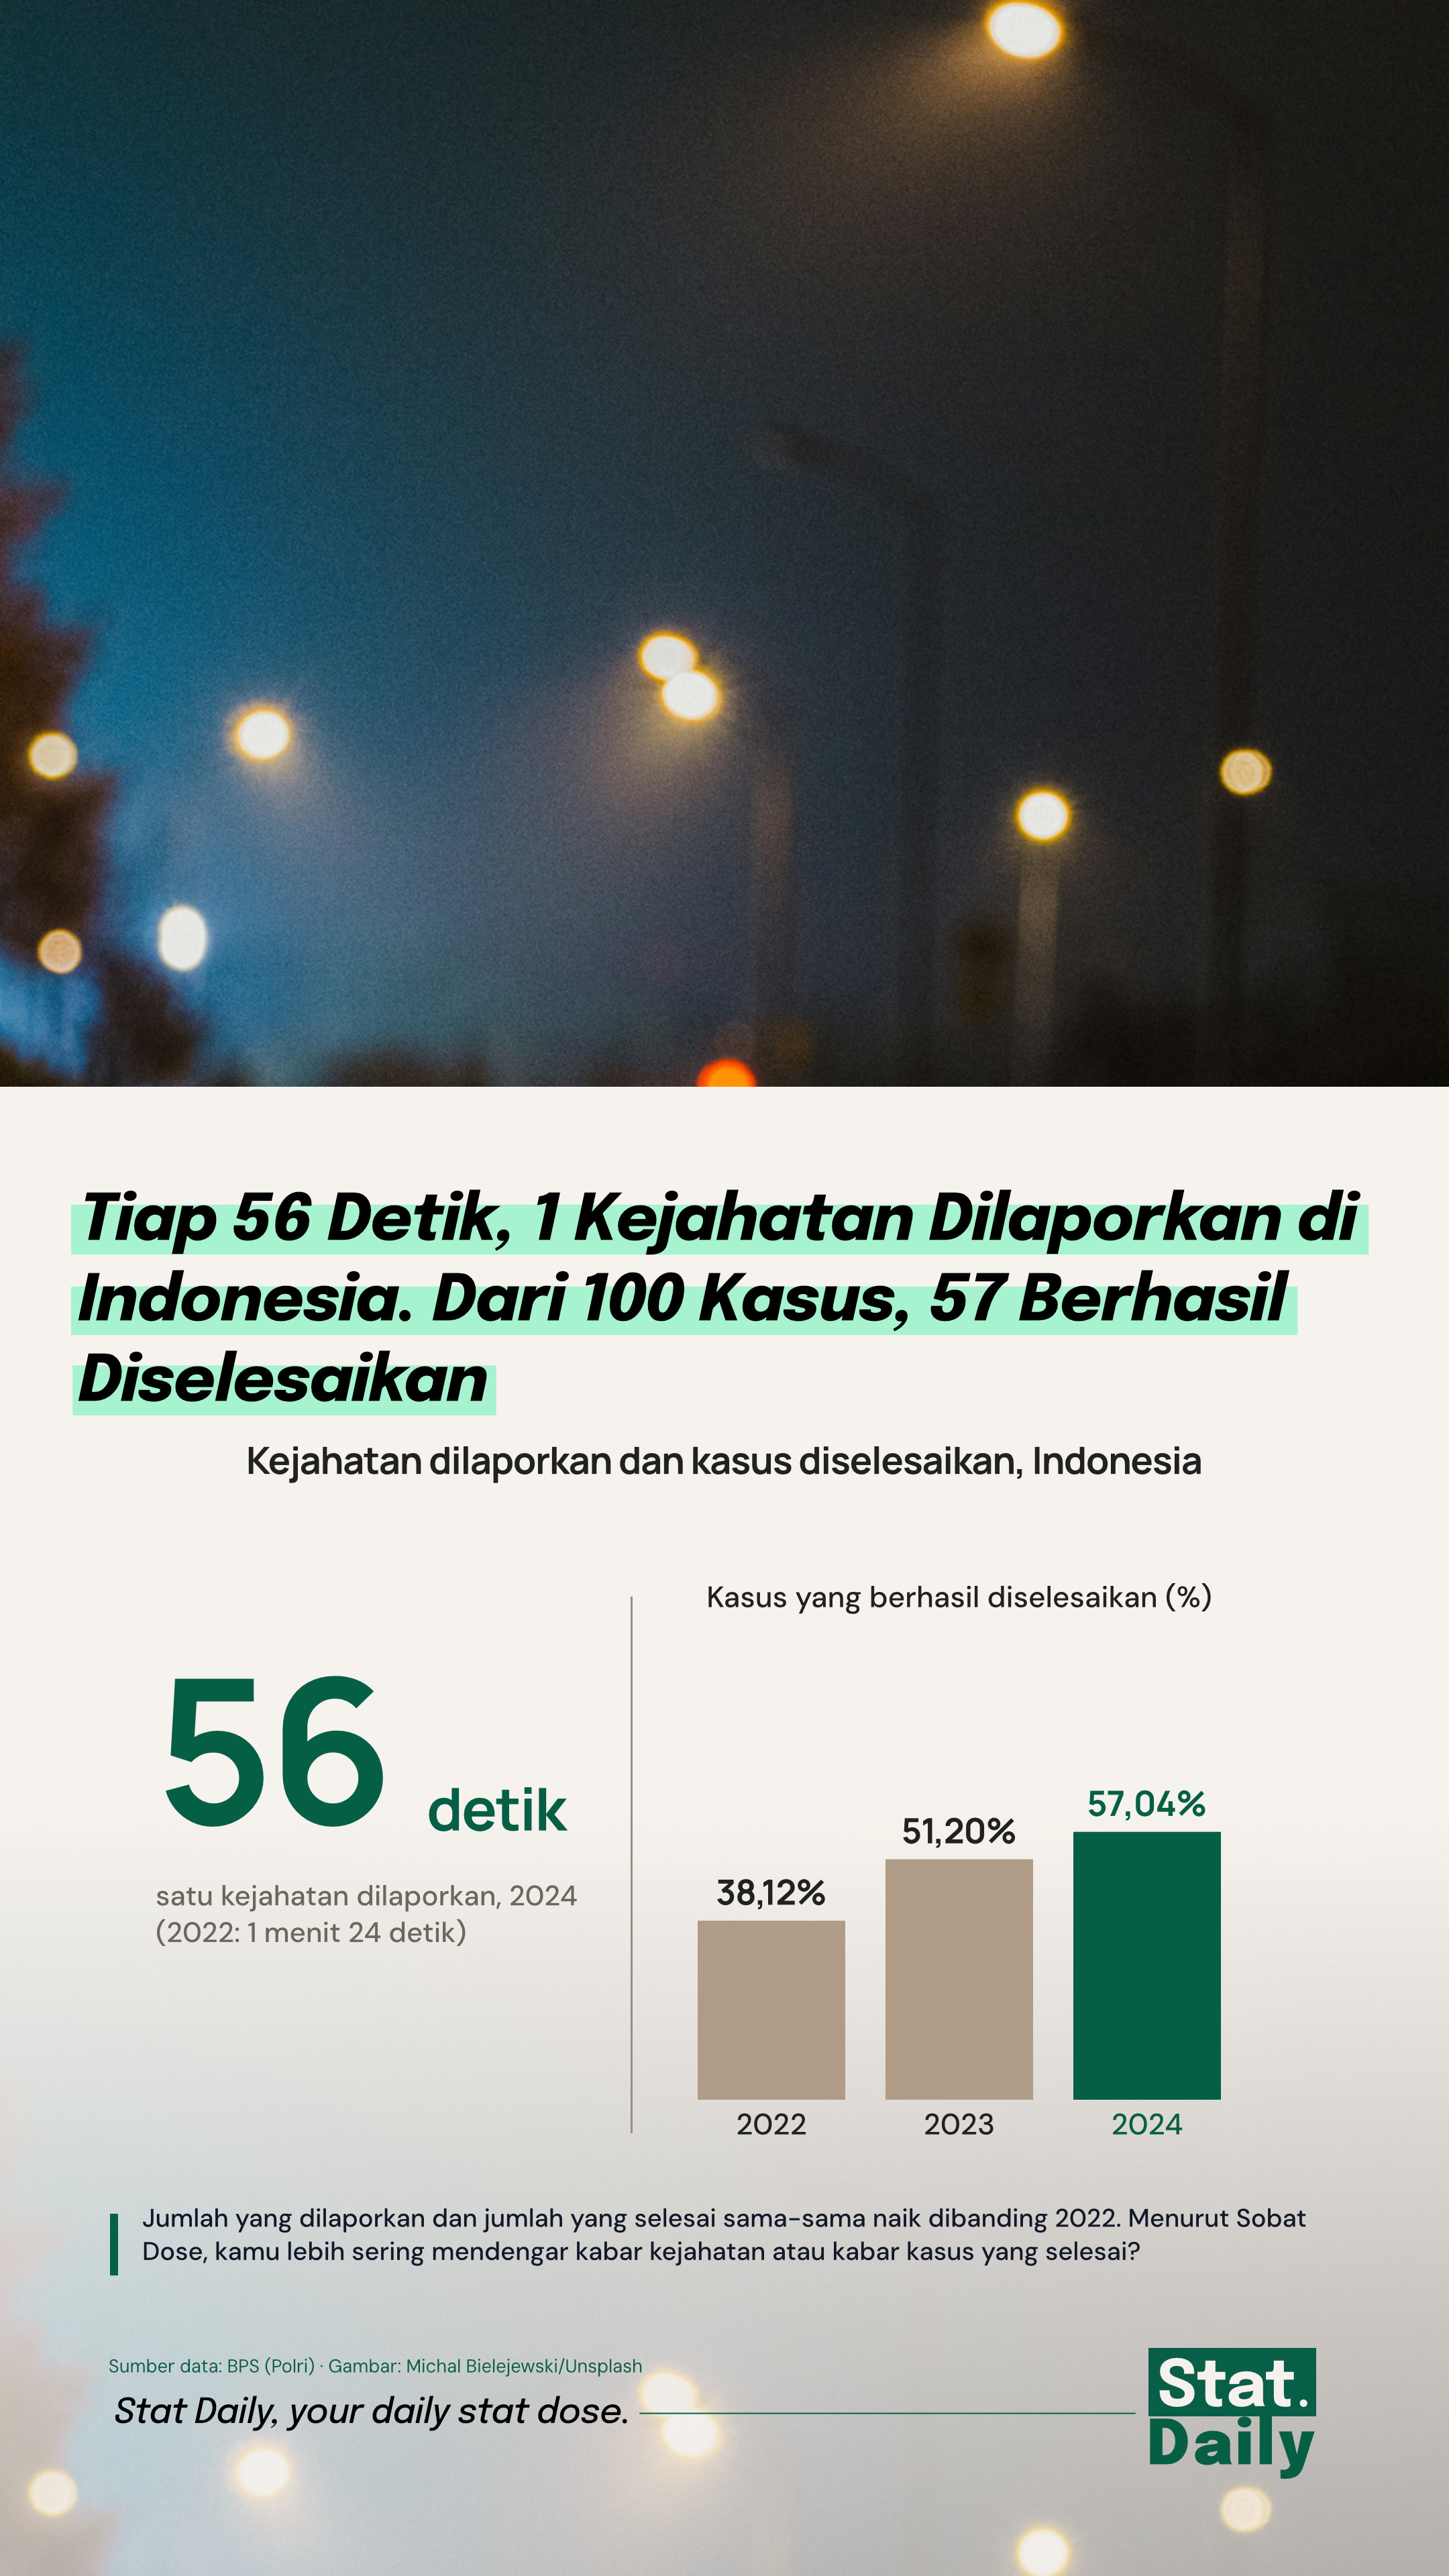 Tiap 56 Detik, 1 Kejahatan Dilaporkan di
Indonesia. Dari 100 Kasus, 57 Berhasil
Diselesaikan
Kejahatan dilaporkan dan kasus diselesaikan, Indonesia
56 detik
satu kejahatan dilaporkan, 2024
(2022: 1 menit 24 detik)
Kasus yang berhasil diselesaikan (%)
38,12%
51,20%
57,04%
2022
2023
2024
Jumlah yang dilaporkan dan jumlah yang selesai sama-sama naik dibanding 2022. Menurut Sobat
Dose, kamu lebih sering mendengar kabar kejahatan atau kabar kasus yang selesai?
Sumber data: BPS (Polri) · Gambar: Michal Bielejewski/Unsplash
Stat Daily, your daily stat dose.
Stat.
Daily